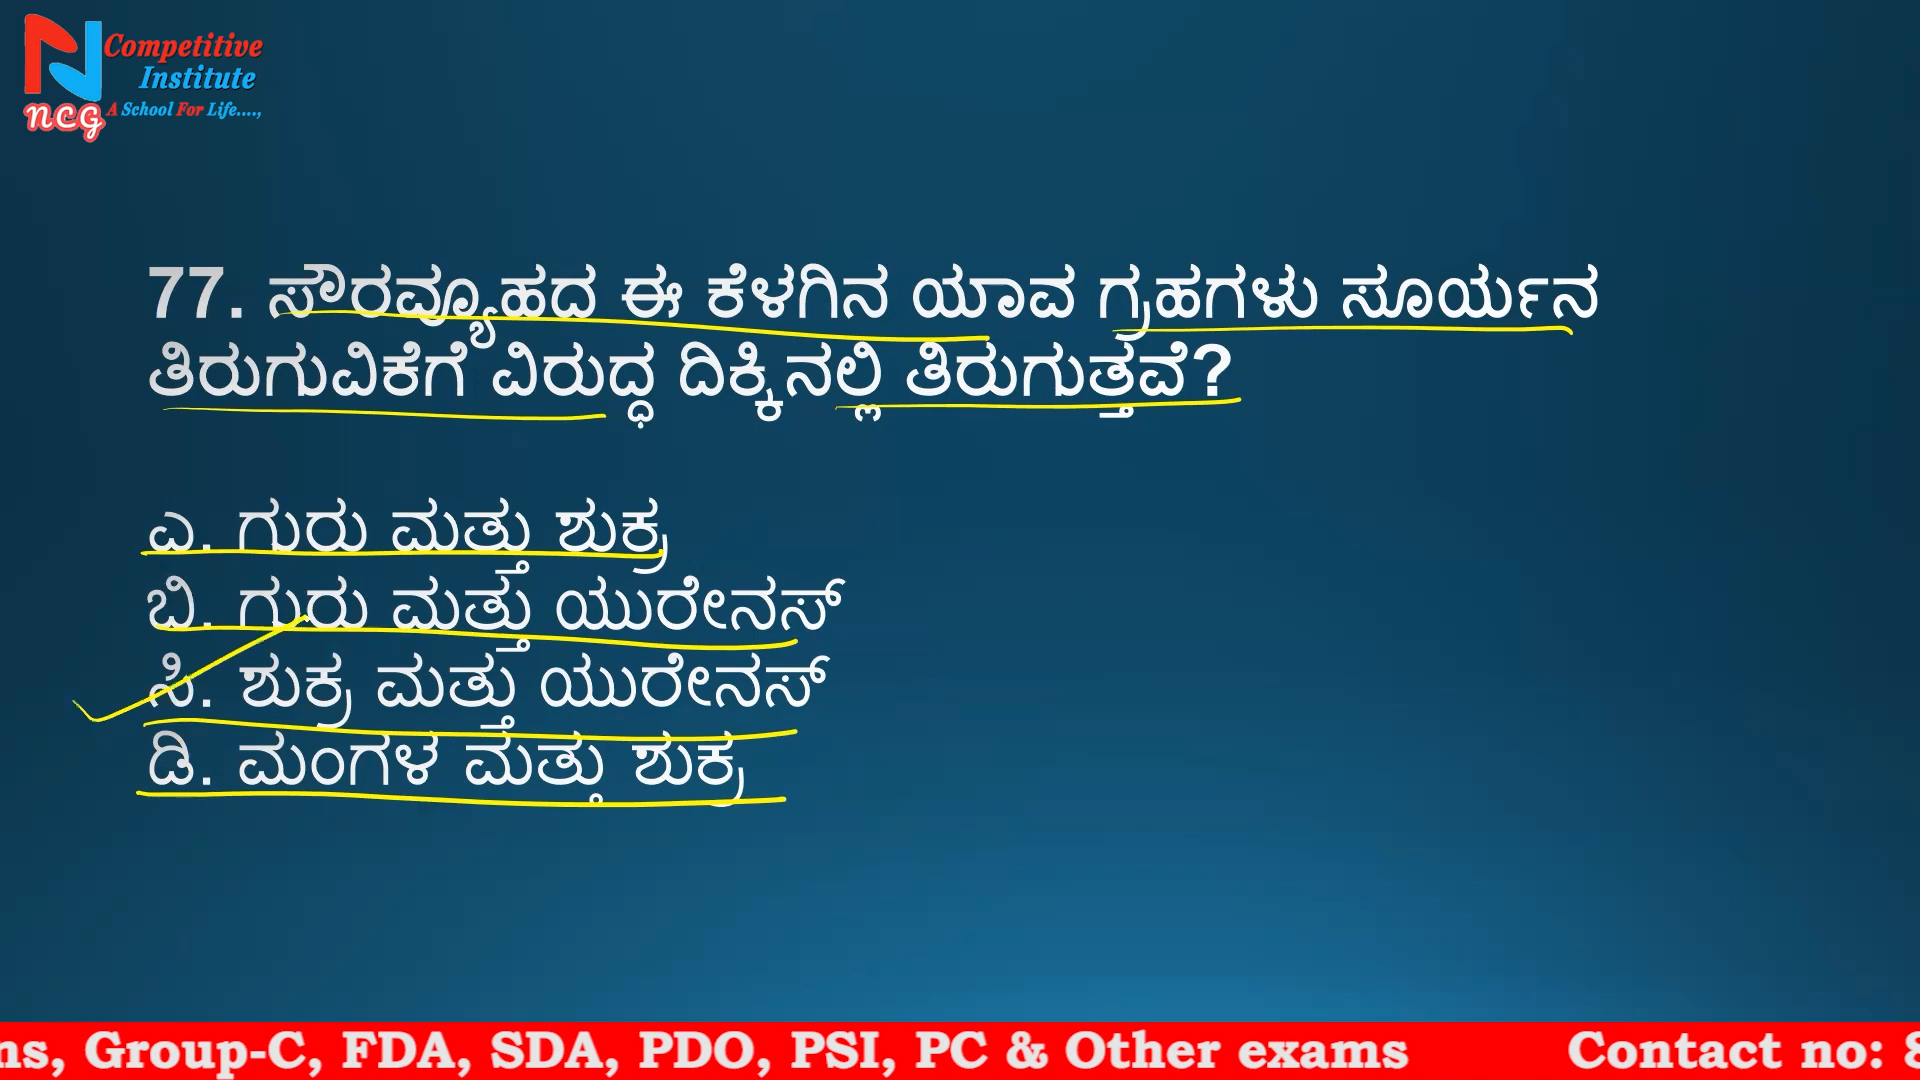 Competitive
Institute
ncg A School For Life....,
77. ಸೌರವ್ಯೂಹದ ಈ ಕೆಳಗಿನ ಯಾವ ಗ್ರಹಗಳು ಸೂರ್ಯನ
ತಿರುಗುವಿಕೆಗೆ ವಿರುದ್ಧ ದಿಕ್ಕಿನಲ್ಲಿ ತಿರುಗುತ್ತವೆ?
ಎ. ಗುರು ಮತ್ತು ಶುಕ್ರ
ಬಿ. ಗುರು ಮತ್ತು ಯುರೇನಸ್
ಸಿ. ಶುಕ್ರ ಮತ್ತು ಯುರೇನಸ್
ಡಿ. ಮಂಗಳ ಮತ್ತು ಶುಕ್ರ
ns, Group-C, FDA, SDA, PDO, PSI, PC & Other exams Contact no: 8